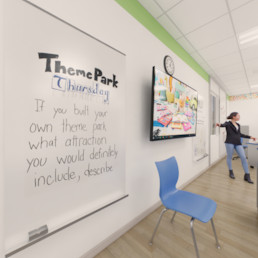 Theme Park
Thursday
If you built your
own theme park,
what attraction
you would definitely
include, describe